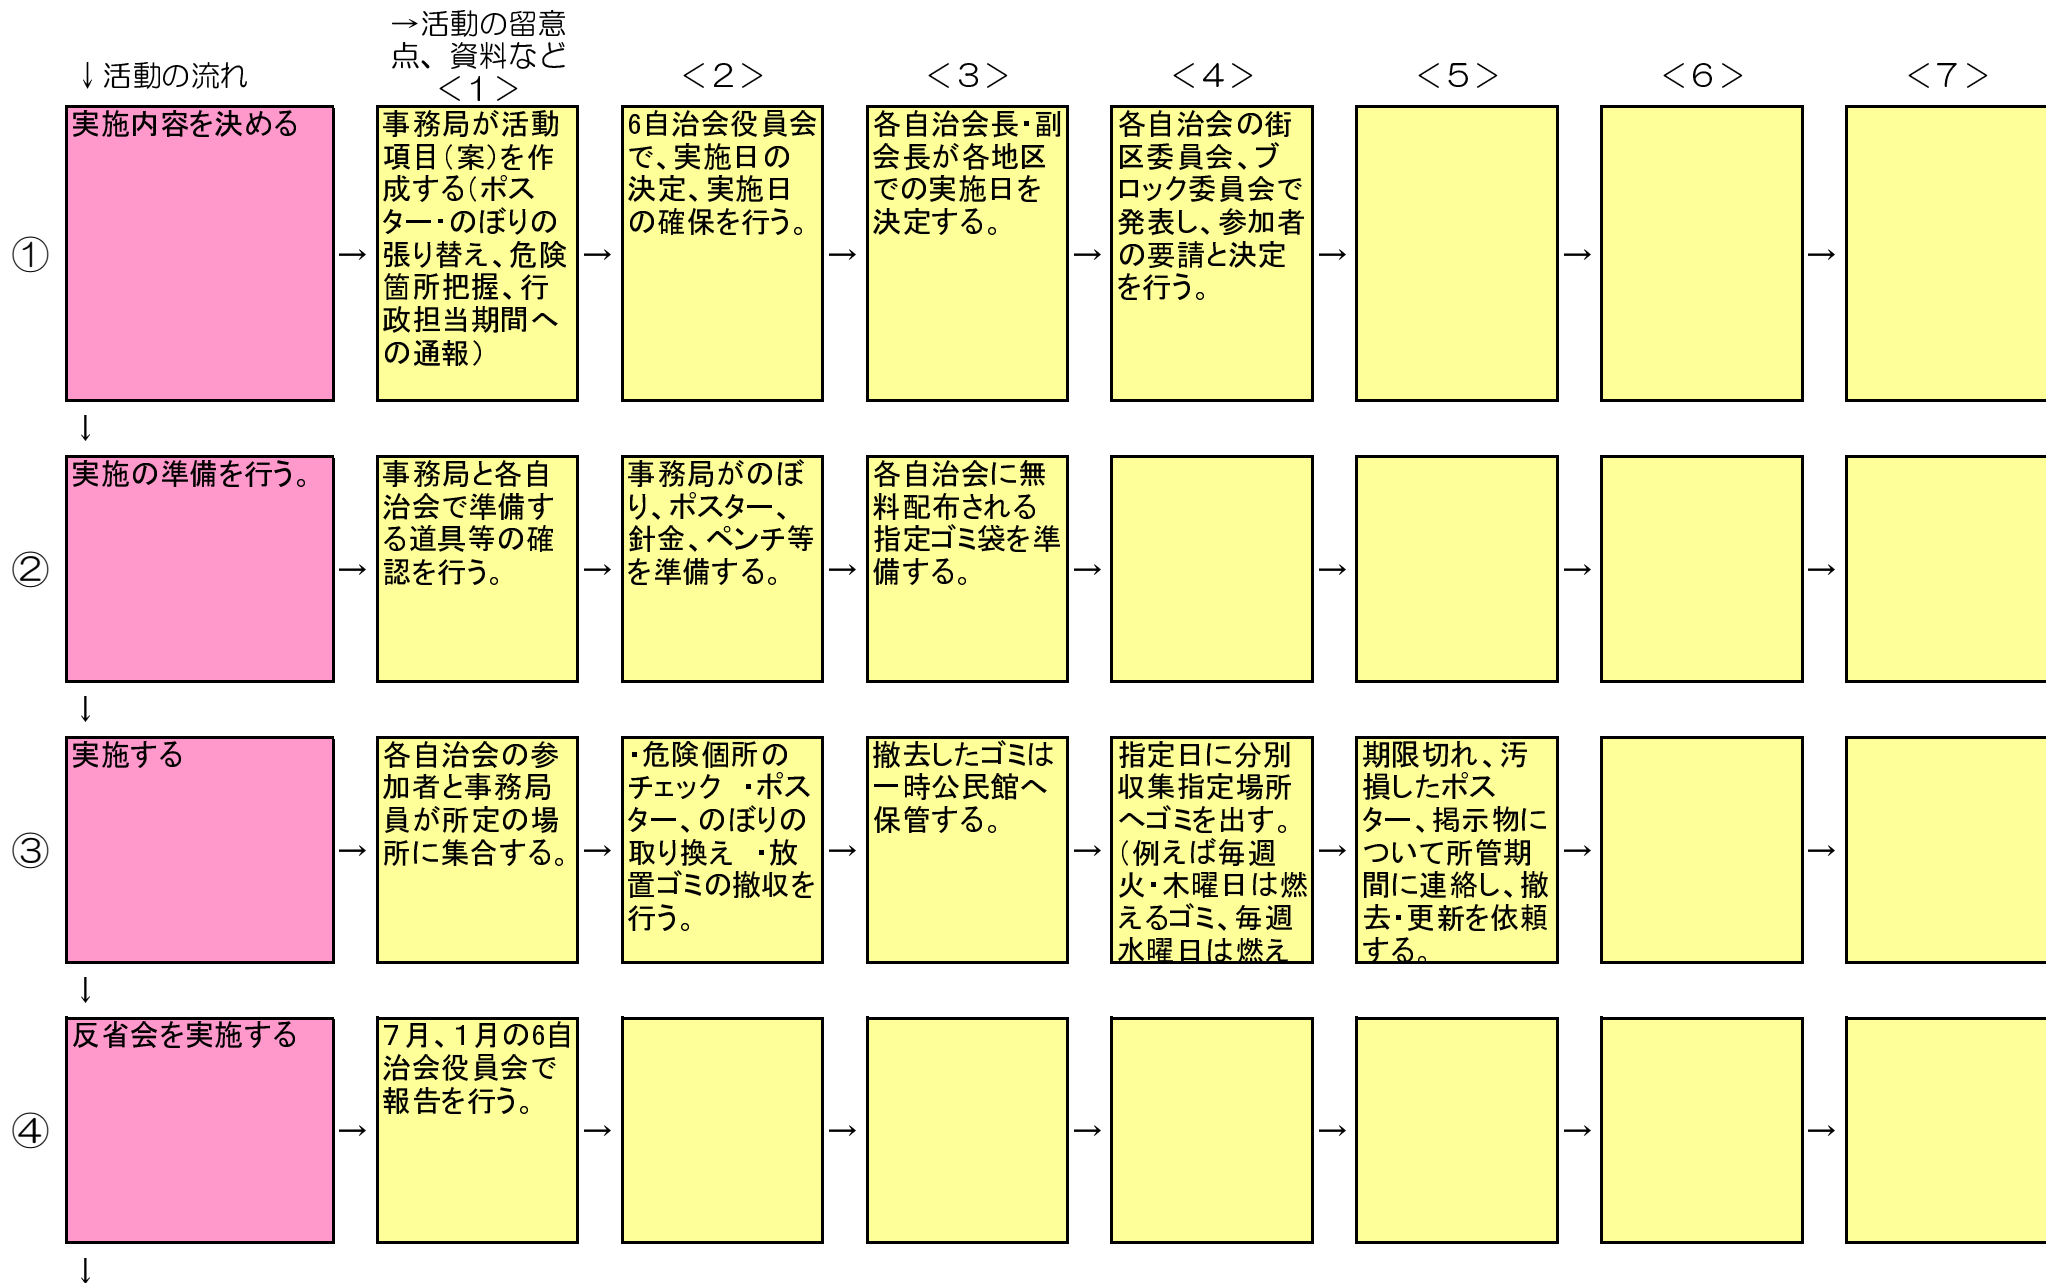 →活動の留意
点、資料など
↓活動の流れ
＜１＞
＜２＞
＜３＞
＜４＞
＜５＞
＜６＞
＜７＞
①
実施内容を決める
→
事務局が活動
項目（案）を作
成する（ポス
ター・のぼりの
張り替え、危険
箇所把握、行
政担当期間へ
の通報）
→
6自治会役員会
で、実施日の
決定、実施日
の確保を行う。
→
各自治会長・副
会長が各地区
での実施日を
決定する。
→
各自治会の街
区委員会、ブ
ロック委員会で
発表し、参加者
の要請と決定
を行う。
→
→
→
↓
②
実施の準備を行う。
→
事務局と各自
治会で準備す
る道具等の確
認を行う。
→
事務局がのぼ
り、ポスター、
針金、ペンチ等
を準備する。
→
各自治会に無
料配布される
指定ゴミ袋を準
備する。
→
→
→
→
↓
③
実施する
→
各自治会の参
加者と事務局
員が所定の場
所に集合する。
→
・危険個所の
チェック　・ポス
ター、のぼりの
取り換え　・放
置ゴミの撤収を
行う。
→
撤去したゴミは
一時公民館へ
保管する。
→
指定日に分別
収集指定場所
へゴミを出す。
（例えば毎週
火・木曜日は燃
えるゴミ、毎週
水曜日は燃え
→
期限切れ、汚
損したポス
ター、掲示物に
ついて所管期
間に連絡し、撤
去・更新を依頼
する。
→
→
↓
④
反省会を実施する
→
７月、１月の6自
治会役員会で
報告を行う。
→
→
→
→
→
→
↓